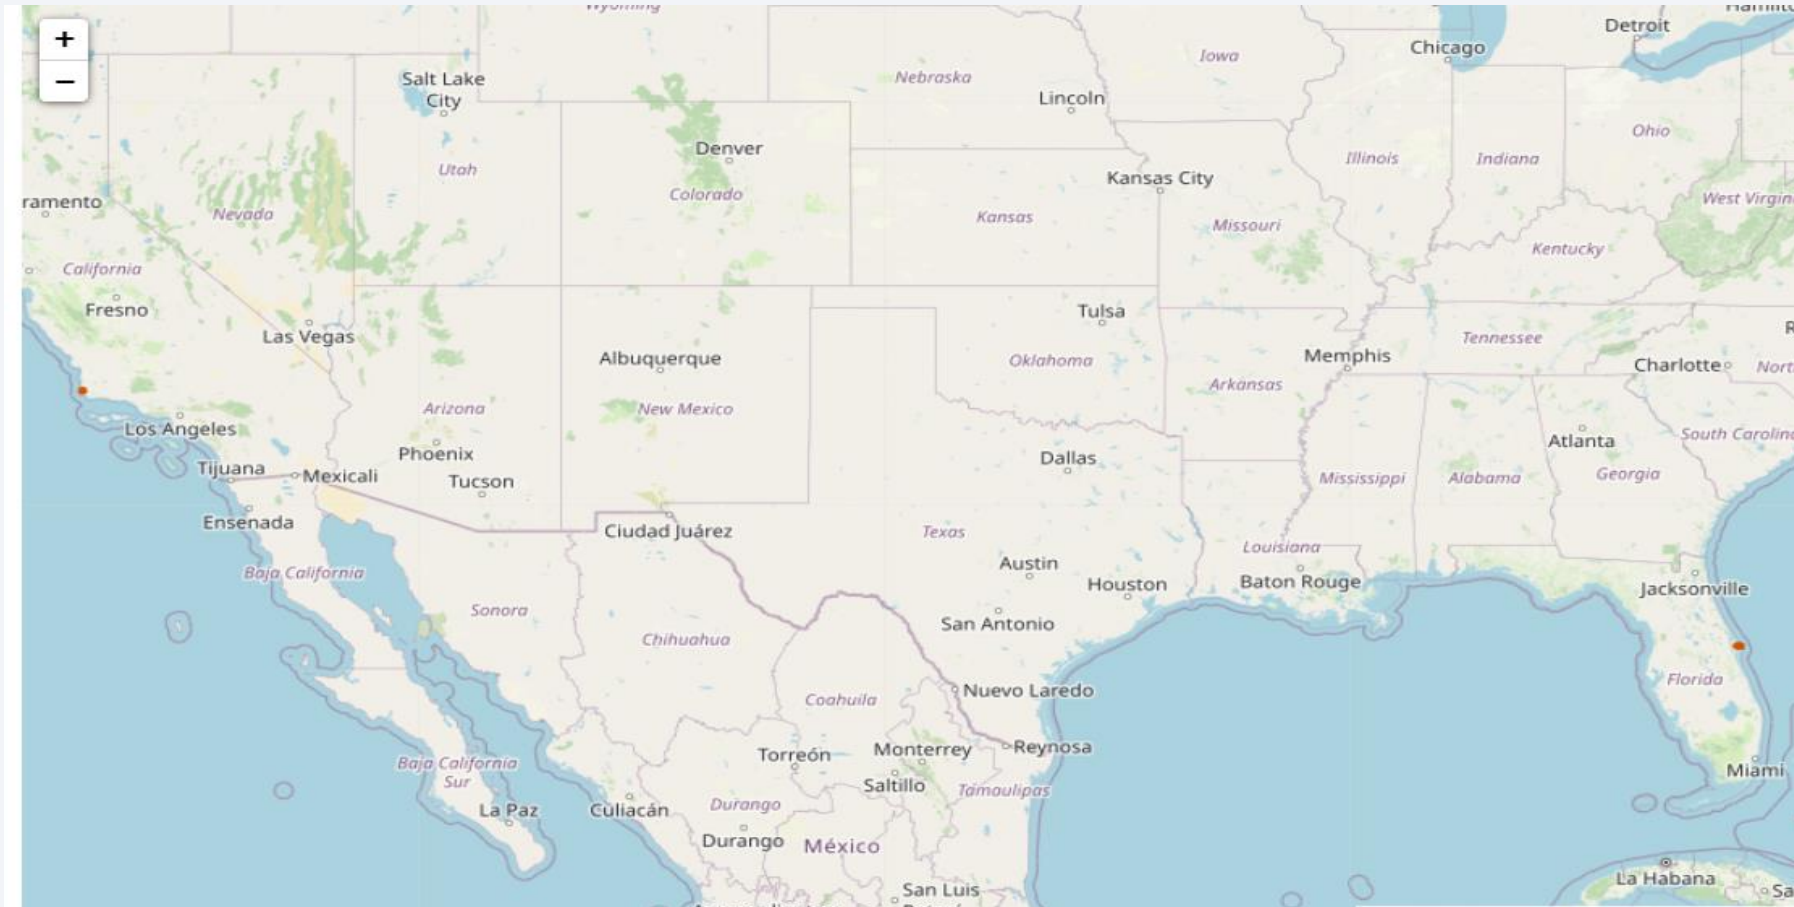 Wyoming
+
−
Detroit
Chicago
Iowa
Salt Lake
City
Nebraska
Lincoln
Denver
Utah
Colorado
Ohio
Illinois
Indiana
Kansas City
ramento
Nevada
Kansas
Missouri
West Virgin
Kentucky
California
Fresno
Las Vegas
Tulsa
Tennessee
Albuquerque
Oklahoma
Memphis
Charlotte
Nort
Arizona
New Mexico
Arkansas
Los Angeles
Phoenix
Dallas
Atlanta
South Carolina
Tijuana
Mexicali
Tucson
Mississippi
Alabama
Georgia
Ensenada
Ciudad Juárez
Texas
Louisiana
Baja California
Austin
Houston
Baton Rouge
Jacksonville
Sonora
Chihuahua
San Antonio
Coahuila
Nuevo Laredo
Florida
Torreón
Monterrey
Reynosa
Baja California
Sur
Saltillo
Tamaulipas
Miami
La Paz
Culiacán
Durango
Durango
México
San Luis
La Habana
Sa